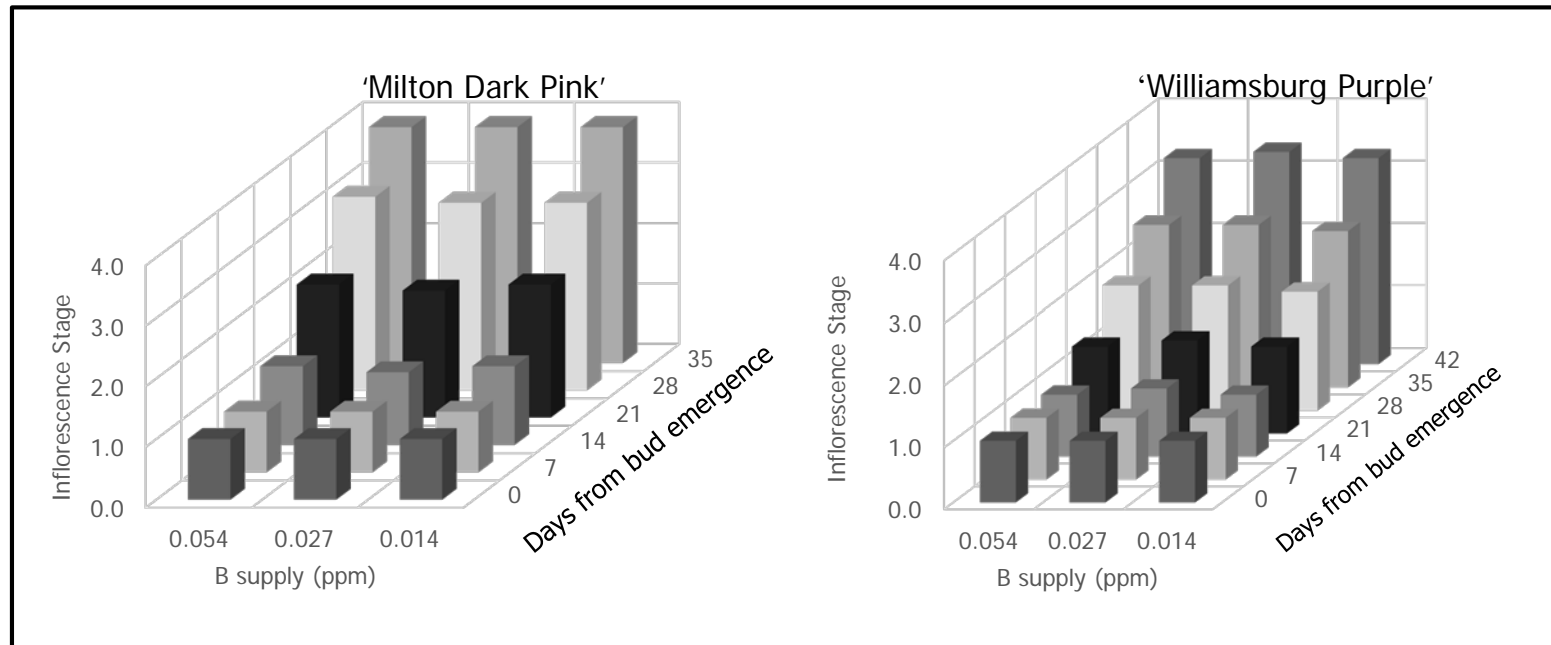 ‘Milton Dark Pink’
4.0
3.0
2.0
1.0
0.0
Inflorescence Stage
0.054 0.027 0.014
B supply (ppm)
0
7
14
21
28
35
Days from bud emergence
‘Williamsburg Purple’
4.0
3.0
2.0
1.0
0.0
Inflorescence Stage
0.054 0.027 0.014
B supply (ppm)
0
7
14
21
28
35
42
Days from bud emergence